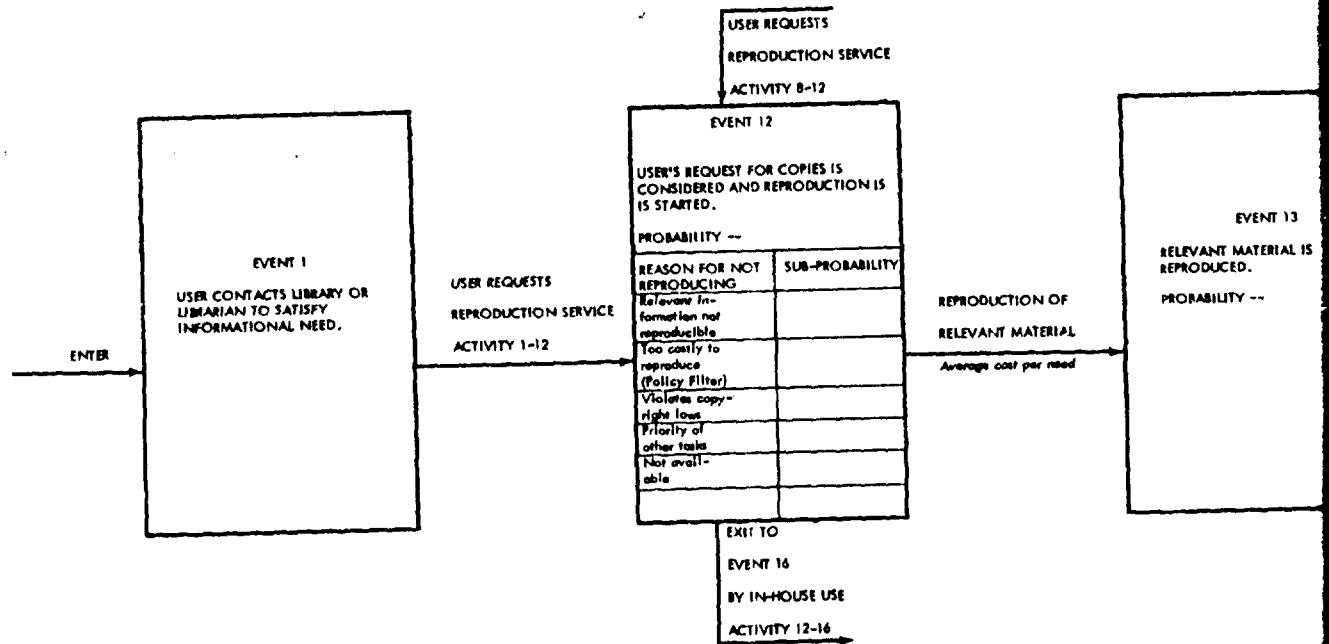 USER REQUESTS
REPRODUCTION SERVICE
ACTIVITY 8-12
EVENT 1
USER CONTACTS LIBRARY OR
LIBRARIAN TO SATISFY
INFORMATIONAL NEED.
ENTER
USER REQUESTS
REPRODUCTION SERVICE
ACTIVITY 1-12
EVENT 12
USER'S REQUEST FOR COPIES IS
CONSIDERED AND REPRODUCTION IS
IS STARTED.
PROBABILITY --
REASON FOR NOT
REPRODUCING
SUB-PROBABILITY
Relevant in-
formation not
reproducible
Too costly to
reproduce
(Policy Filter)
Violates copy-
right laws
Priority of
other tasks
Not avail-
able
REPRODUCTION OF
RELEVANT MATERIAL
Average cost per need
EVENT 13
RELEVANT MATERIAL IS
REPRODUCED.
PROBABILITY --
EXIT TO
EVENT 16
BY IN-HOUSE USE
ACTIVITY 12-16